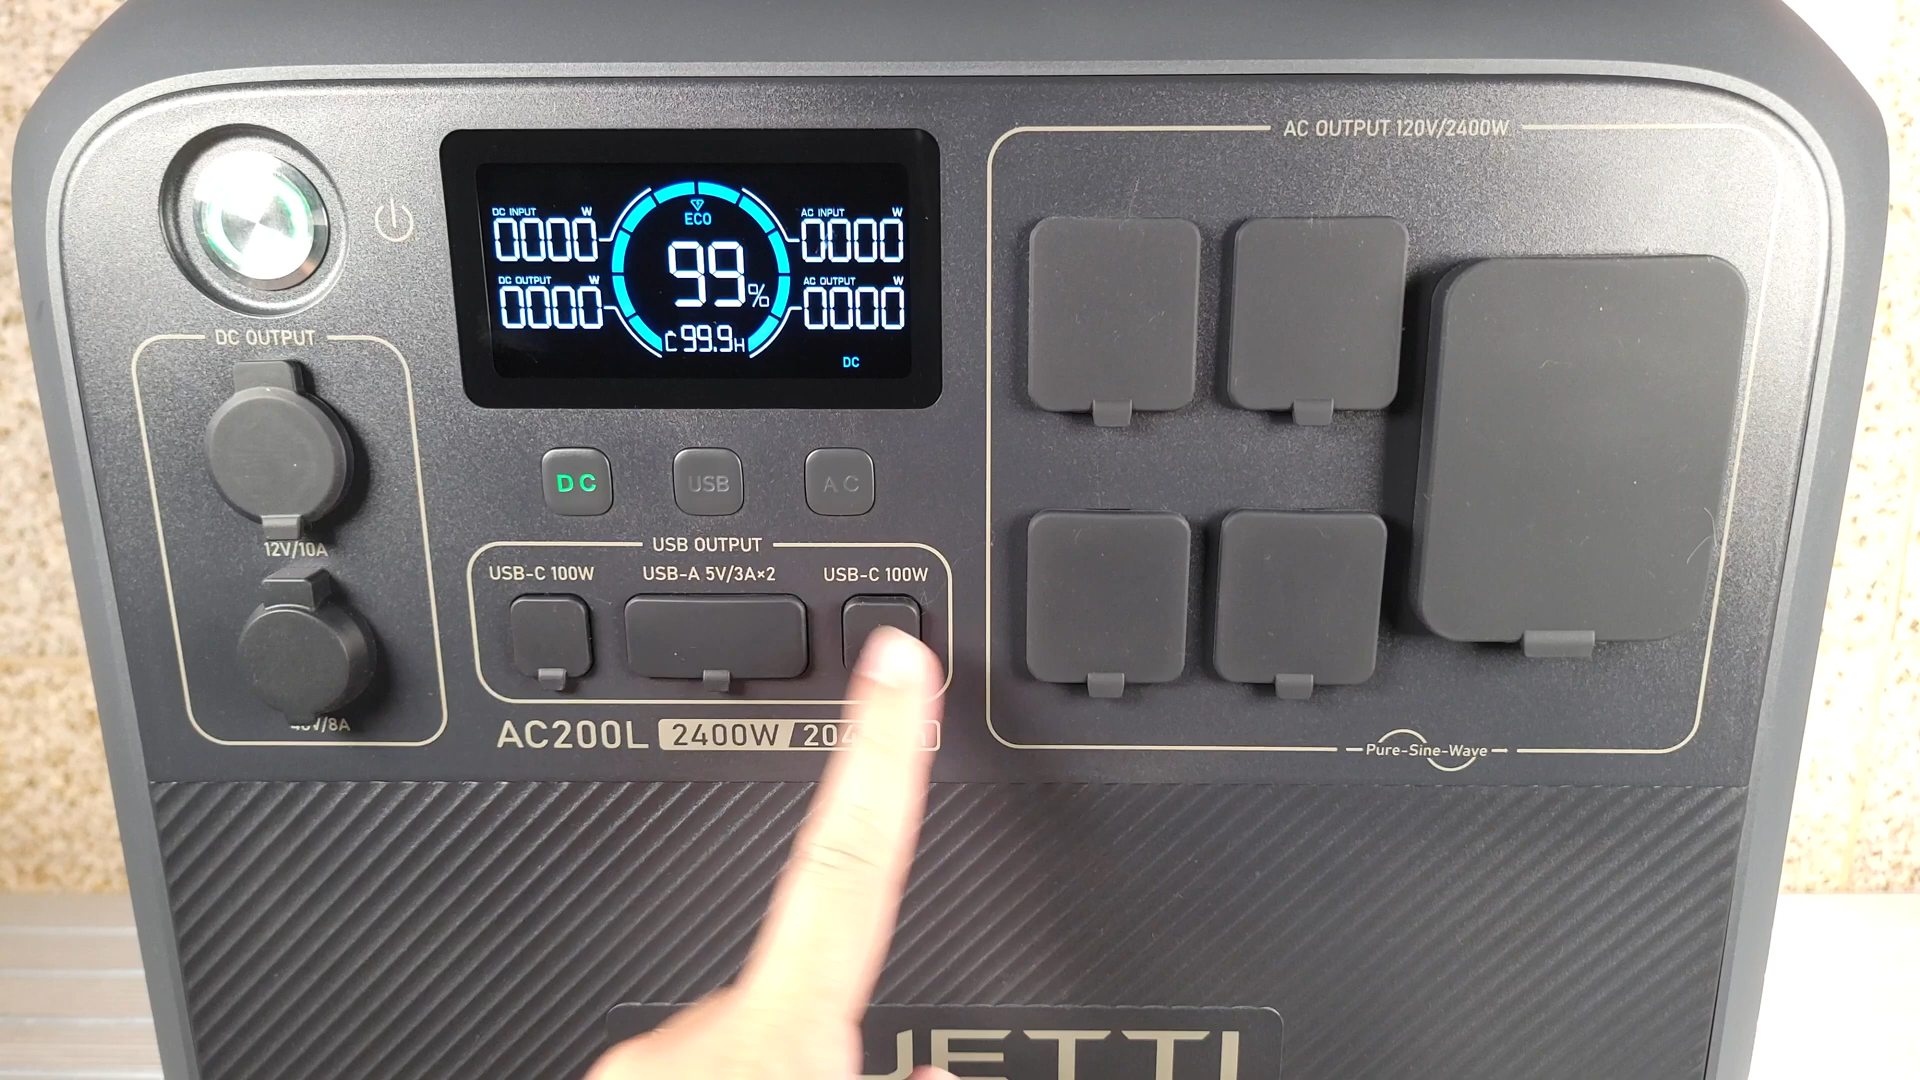 AC OUTPUT 120V/2400W
DC INPUT W
0000
ECO
AC INPUT W
0000
99%
DC OUTPUT W
0000
AC OUTPUT W
0000
99.9H
DC
DC OUTPUT
12V/10A
/8A
DC
USB
AC
USB OUTPUT
USB-C 100W
USB-A 5V/3A×2
USB-C 100W
AC200L 2400W
Pure-Sine-Wave
UETTI